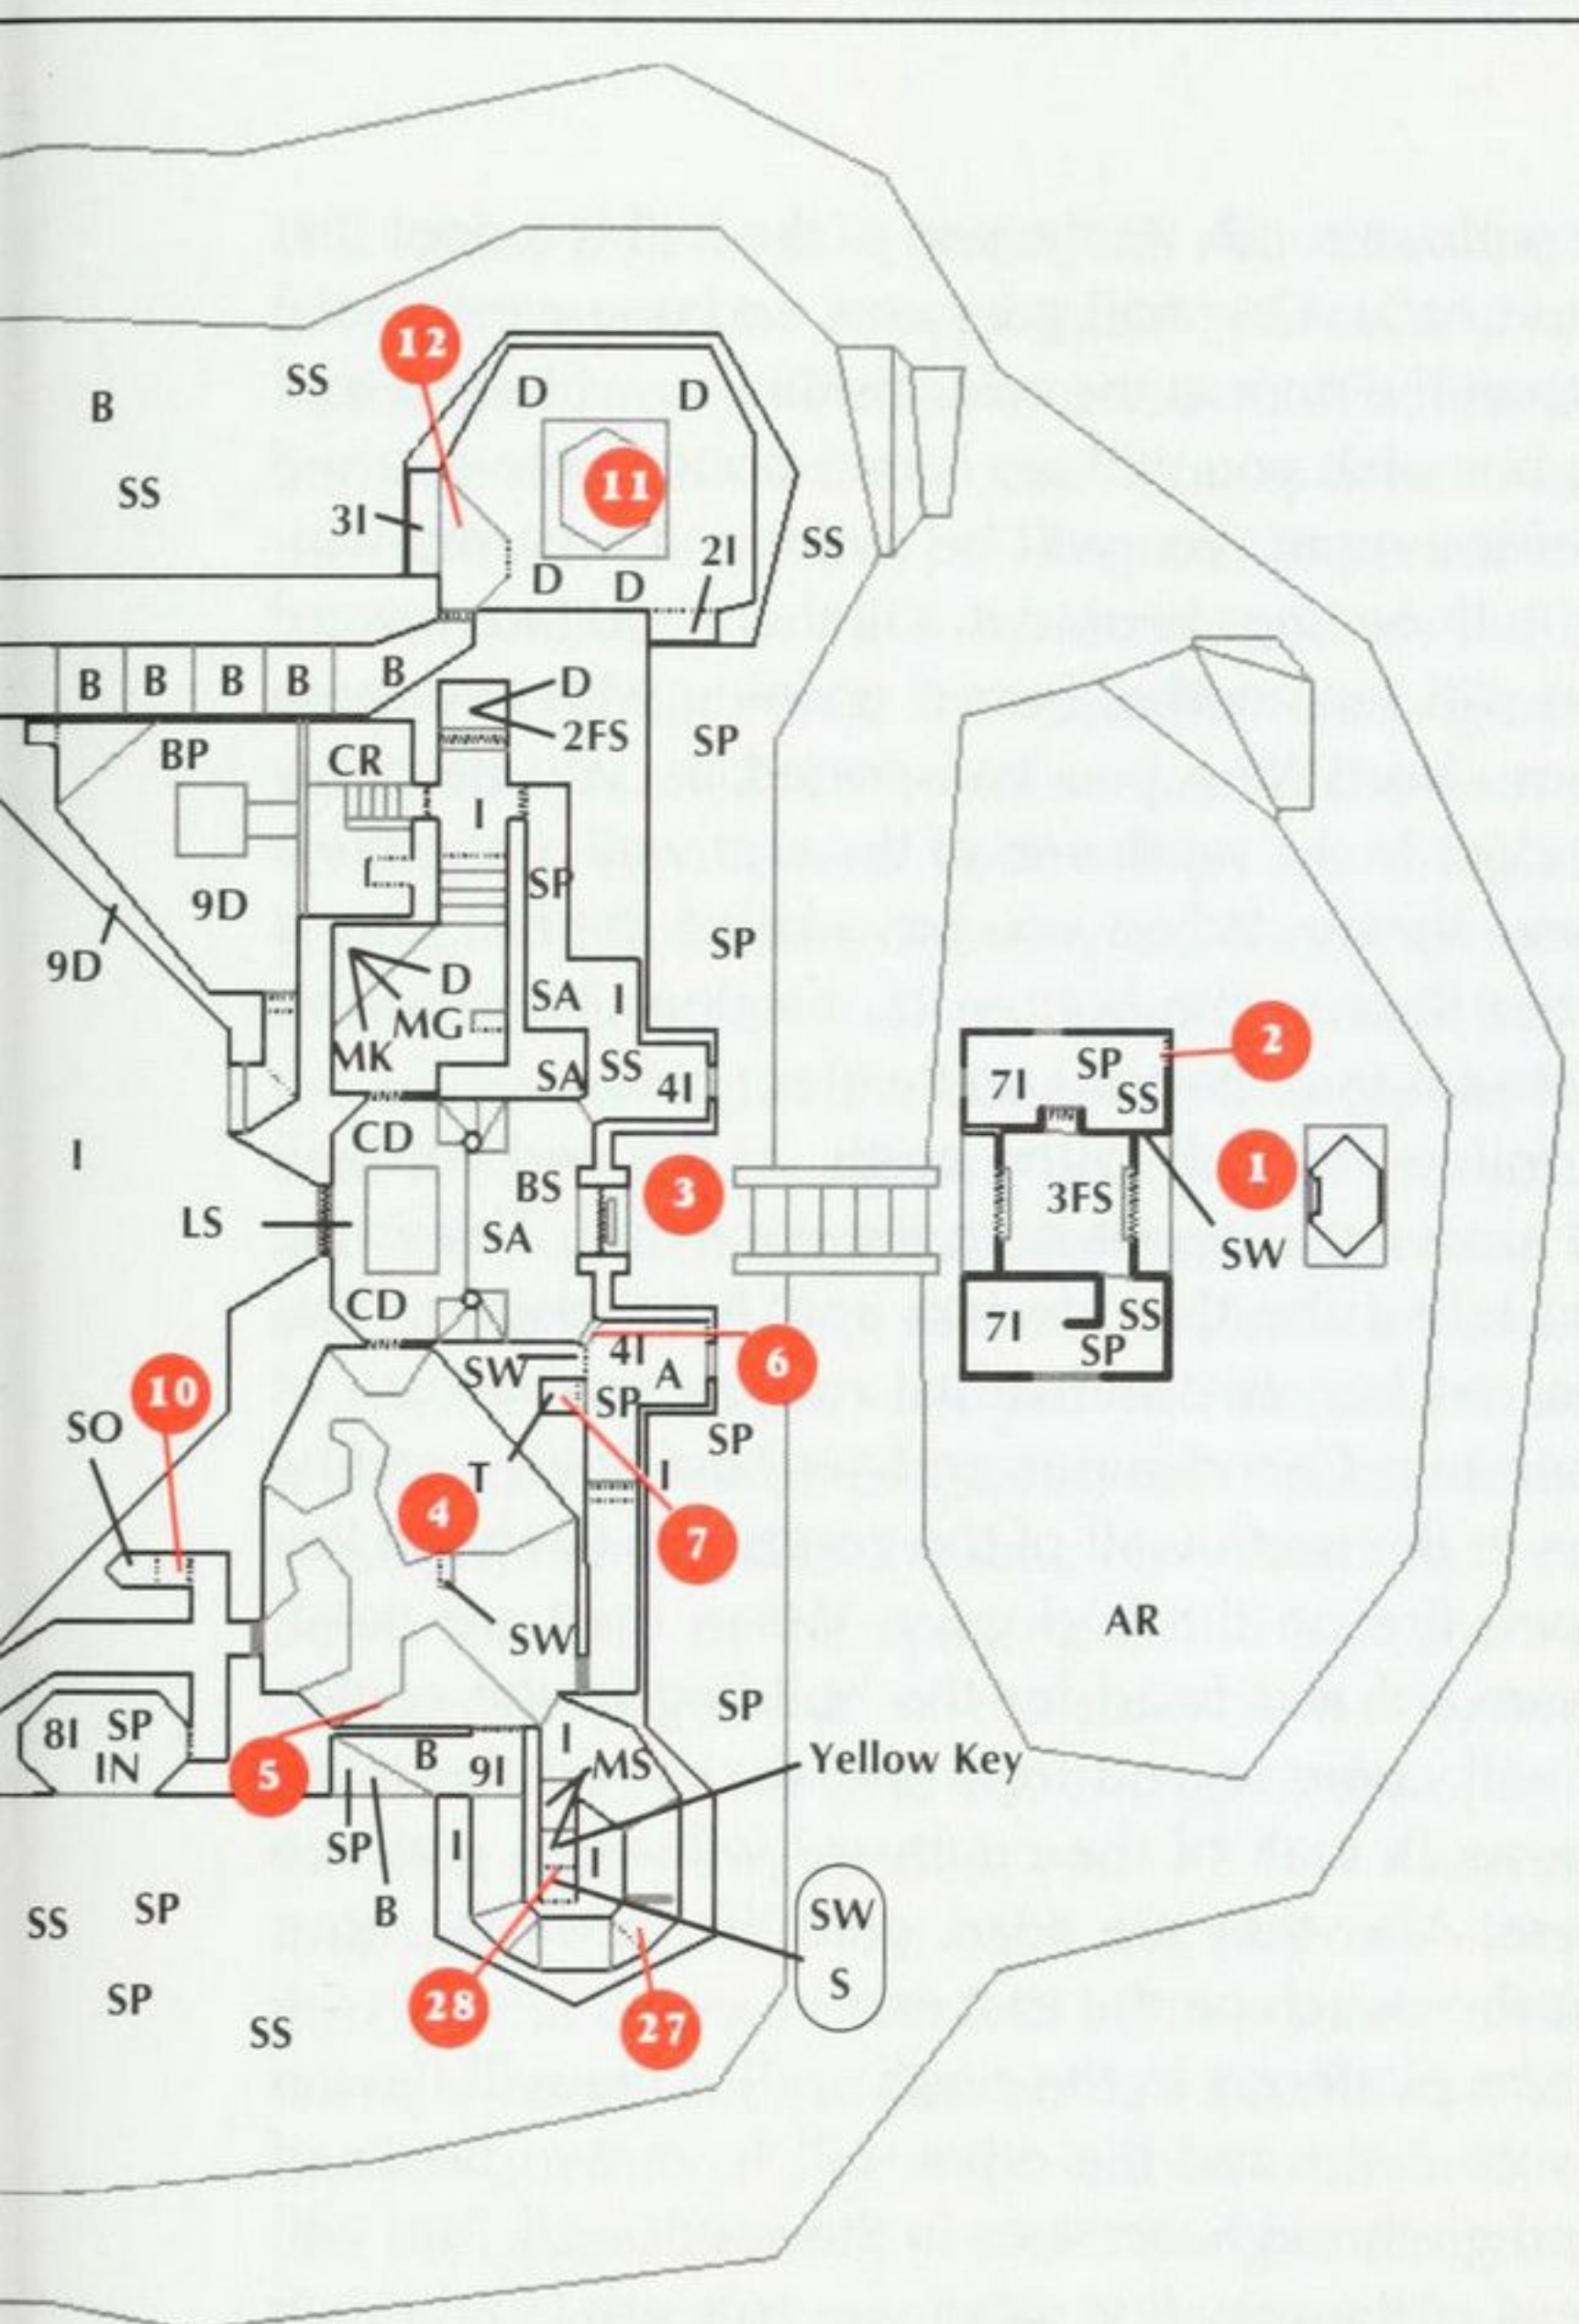 12
B
SS
D
D
SS
11
3I
2I
SS
D
D
B
B
B
B
B
D
2FS
SP
BP
CR
I
9D
SP
9D
SP
D
SA
I
MG
MK
SA
SS
4I
2
7I
SP
SS
CD
I
BS
3
1
3FS
LS
SA
SW
CD
7I
SS
SP
4I
6
SW
A
10
SP
SO
SP
T
I
4
7
AR
SW
SP
8I
SP
IN
I
B
9I
MS
Yellow Key
5
SP
I
I
B
SS
SP
SW
S
SP
28
27
SS